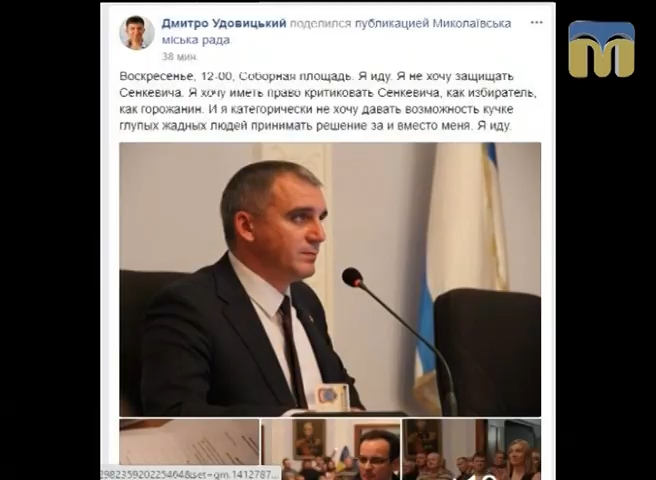 Дмитро Удовицький поделился публикацией Миколаївська
міська рада.
38 мин.
Воскресенье, 12-00, Соборная площадь. Я иду. Я не хочу защищать
Сенкевича. Я хочу иметь право критиковать Сенкевича, как избиратель,
как горожанин. И я категорически не хочу давать возможность кучке
глупых жадных людей принимать решение за и вместо меня. Я иду.